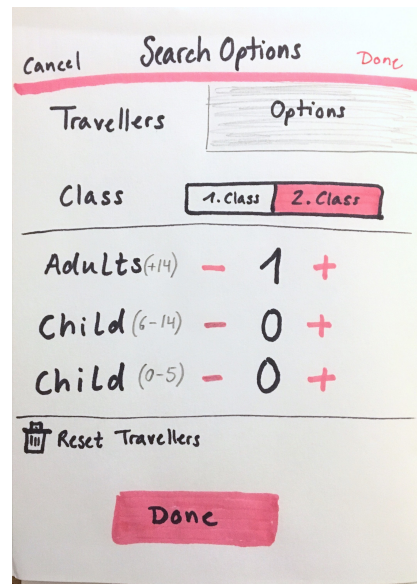 Cancel Search Options Done
Travellers Options
Class 1. Class 2. Class
Adults (+14) - 1 +
Child (6-14) - 0 +
Child (0-5) - 0 +
Reset Travellers
Done